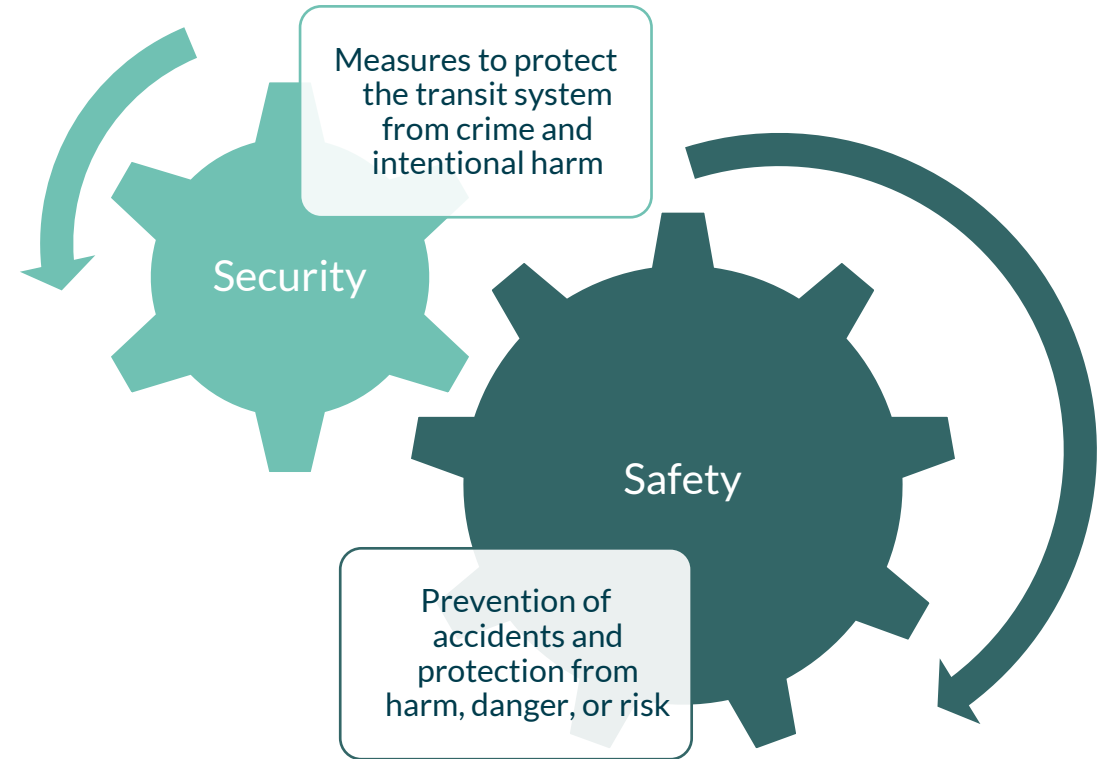 Measures to protect
the transit system
from crime and
intentional harm
Security
Safety
Prevention of
accidents and
protection from
harm, danger, or risk